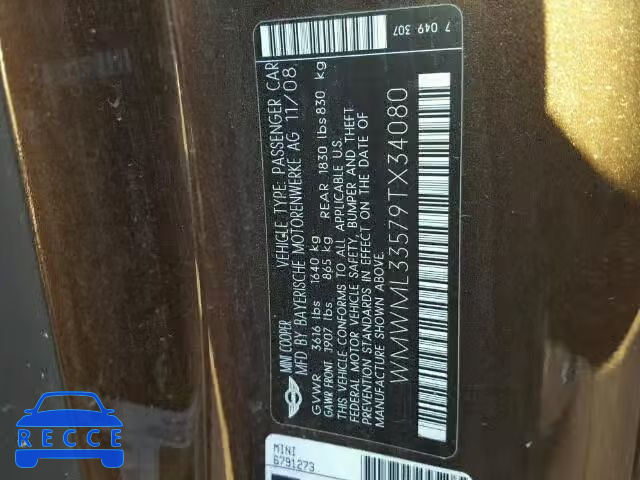 MINI COOPER VEHICLE TYPE: PASSENGER CAR
MFD BY BAYERISCHE MOTORENWERKE AG 11/08
GVWR 3616 lbs 1640 kg
GAWR FRONT 1907 lbs 865 kg REAR 1830 lbs 830 kg
THIS VEHICLE CONFORMS TO ALL APPLICABLE U.S.
FEDERAL MOTOR VEHICLE SAFETY, BUMPER AND THEFT
PREVENTION STANDARDS IN EFFECT ON THE DATE OF
MANUFACTURE SHOWN ABOVE.
WMWML33579TX34080
7 049 307
MINI
6791273
RECCE